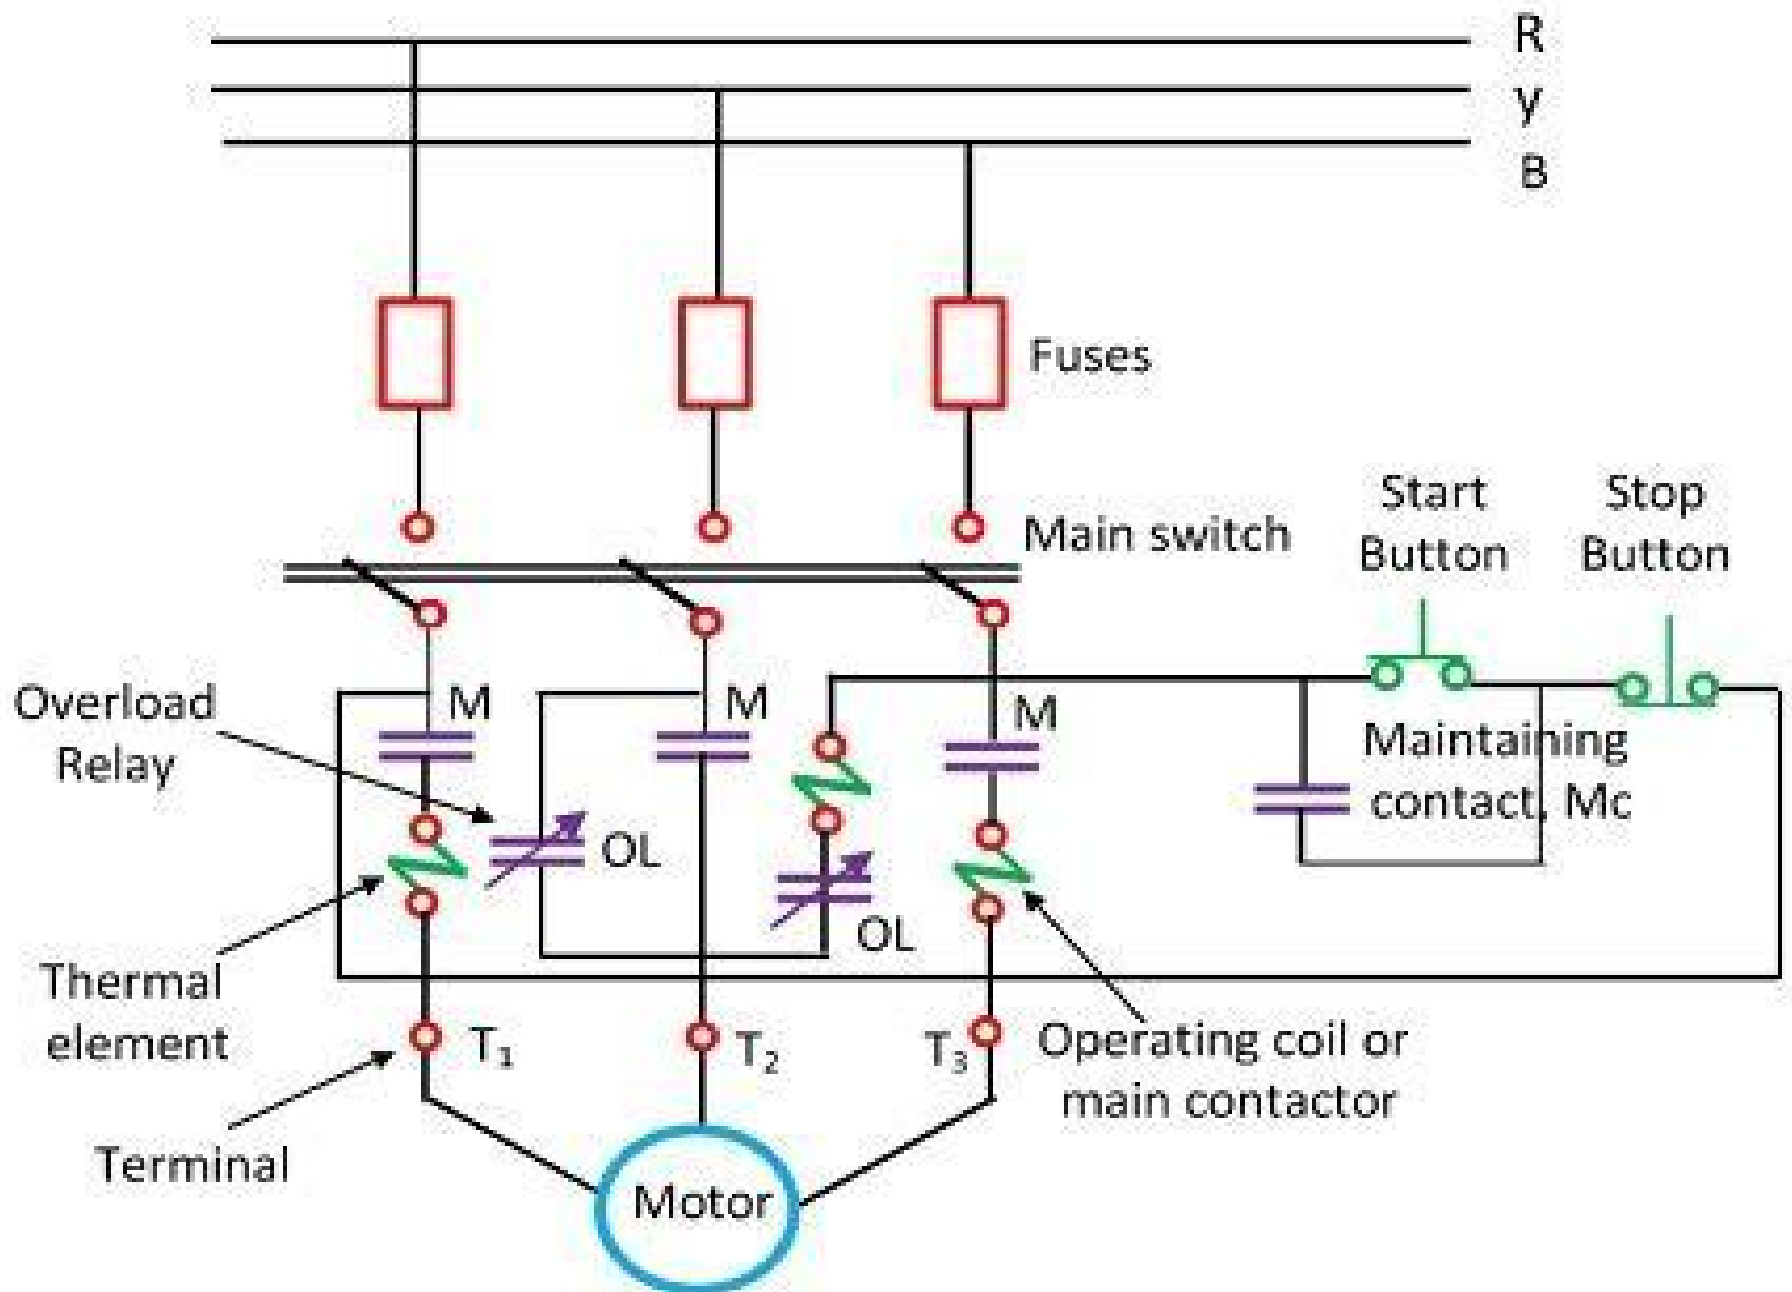 R
y
B
Fuses
Main switch
Start
Button
Stop
Button
Overload
Relay
M
M
M
Maintaining
contact, Mc
OL
OL
Thermal
element
T₁
T₂
T₃
Operating coil or
main contactor
Terminal
Motor